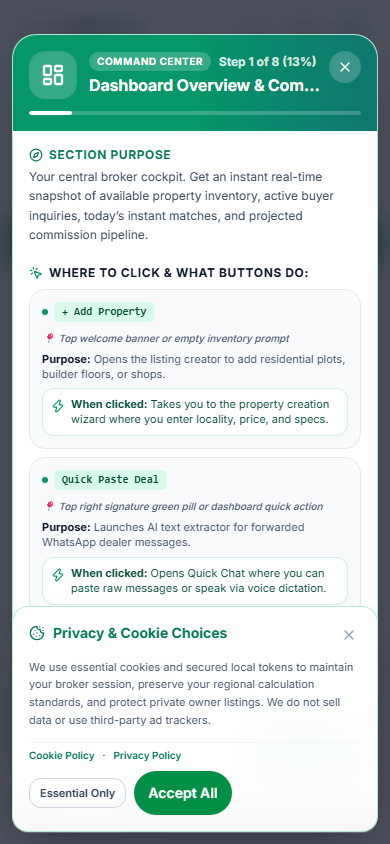 COMMAND CENTER Step 1 of 8 (13%)
Dashboard Overview & Com...
SECTION PURPOSE
Your central broker cockpit. Get an instant real-time
snapshot of available property inventory, active buyer
inquiries, today's instant matches, and projected
commission pipeline.
WHERE TO CLICK & WHAT BUTTONS DO:
+ Add Property
Top welcome banner or empty inventory prompt
Purpose: Opens the listing creator to add residential plots,
builder floors, or shops.
When clicked: Takes you to the property creation
wizard where you enter locality, price, and specs.
Quick Paste Deal
Top right signature green pill or dashboard quick action
Purpose: Launches AI text extractor for forwarded
WhatsApp dealer messages.
When clicked: Opens Quick Chat where you can
paste raw messages or speak via voice dictation.
Privacy & Cookie Choices
We use essential cookies and secured local tokens to maintain
your broker session, preserve your regional calculation
standards, and protect private owner listings. We do not sell
data or use third-party ad trackers.
Cookie Policy · Privacy Policy
Essential Only Accept All